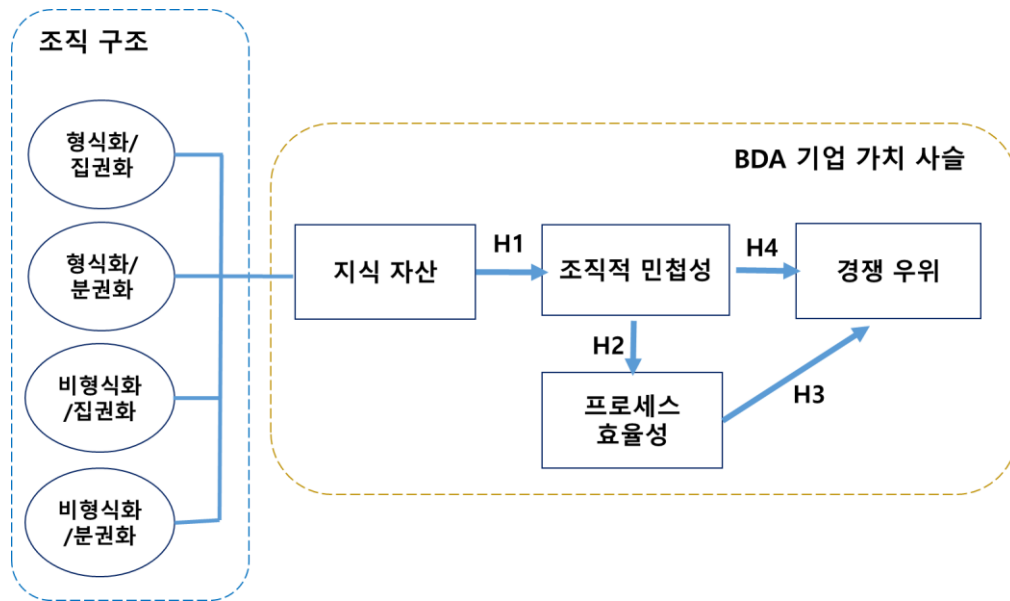 조직 구조
형식화/
집권화
형식화/
분권화
비형식화
/집권화
비형식화
/분권화
BDA 기업 가치 사슬
지식 자산
H1
조직적 민첩성
H4
경쟁 우위
H2
프로세스
효율성
H3